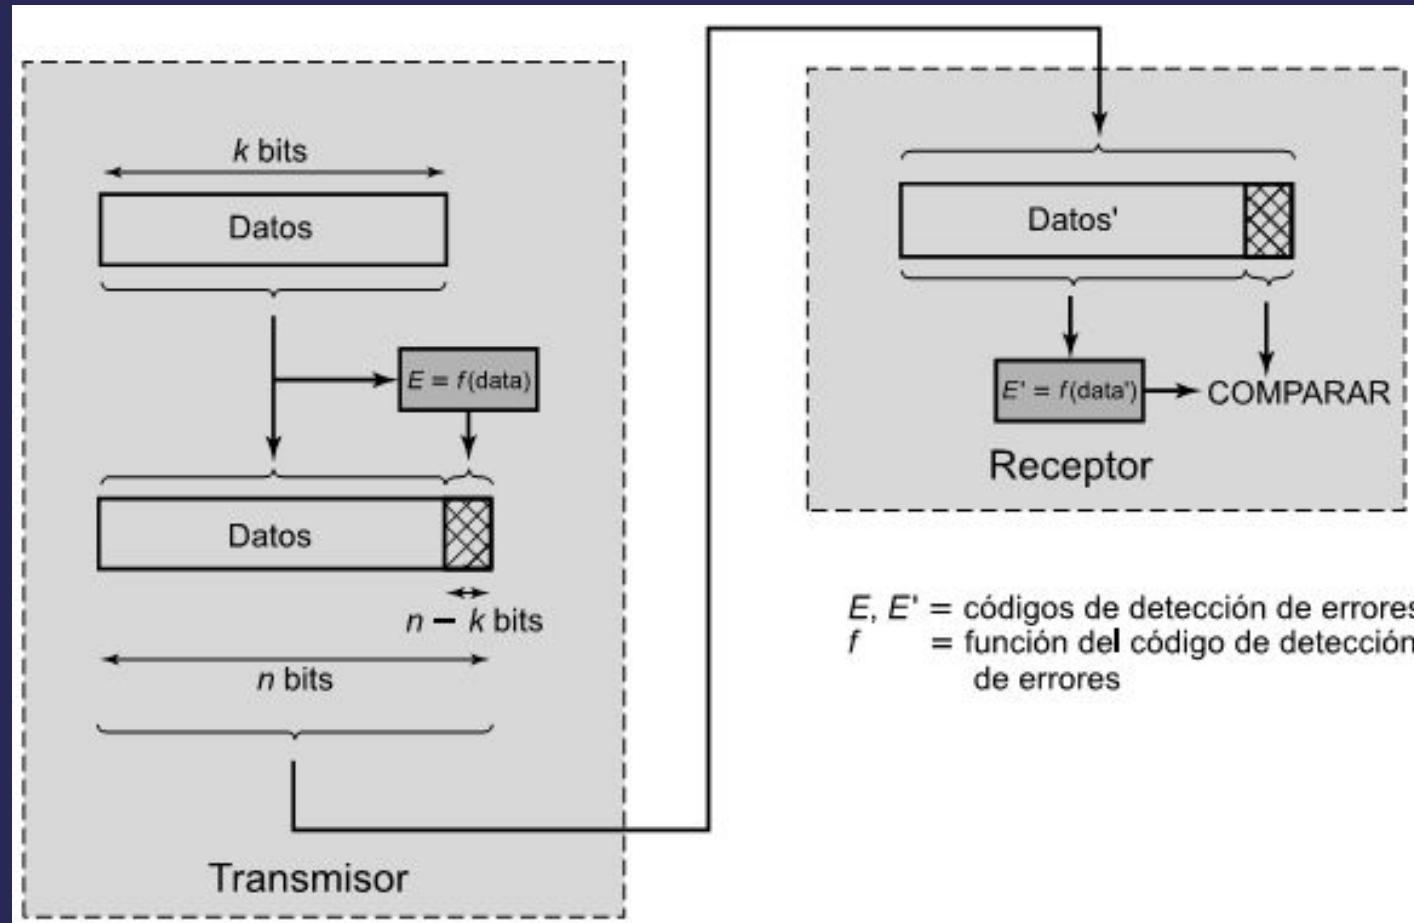 k bits
Datos
E = f(data)
Datos
n − k bits
n bits
Transmisor
Datos'
E' = f(data')
COMPARAR
Receptor
E, E' = códigos de detección de errores
f = función del código de detección
de errores